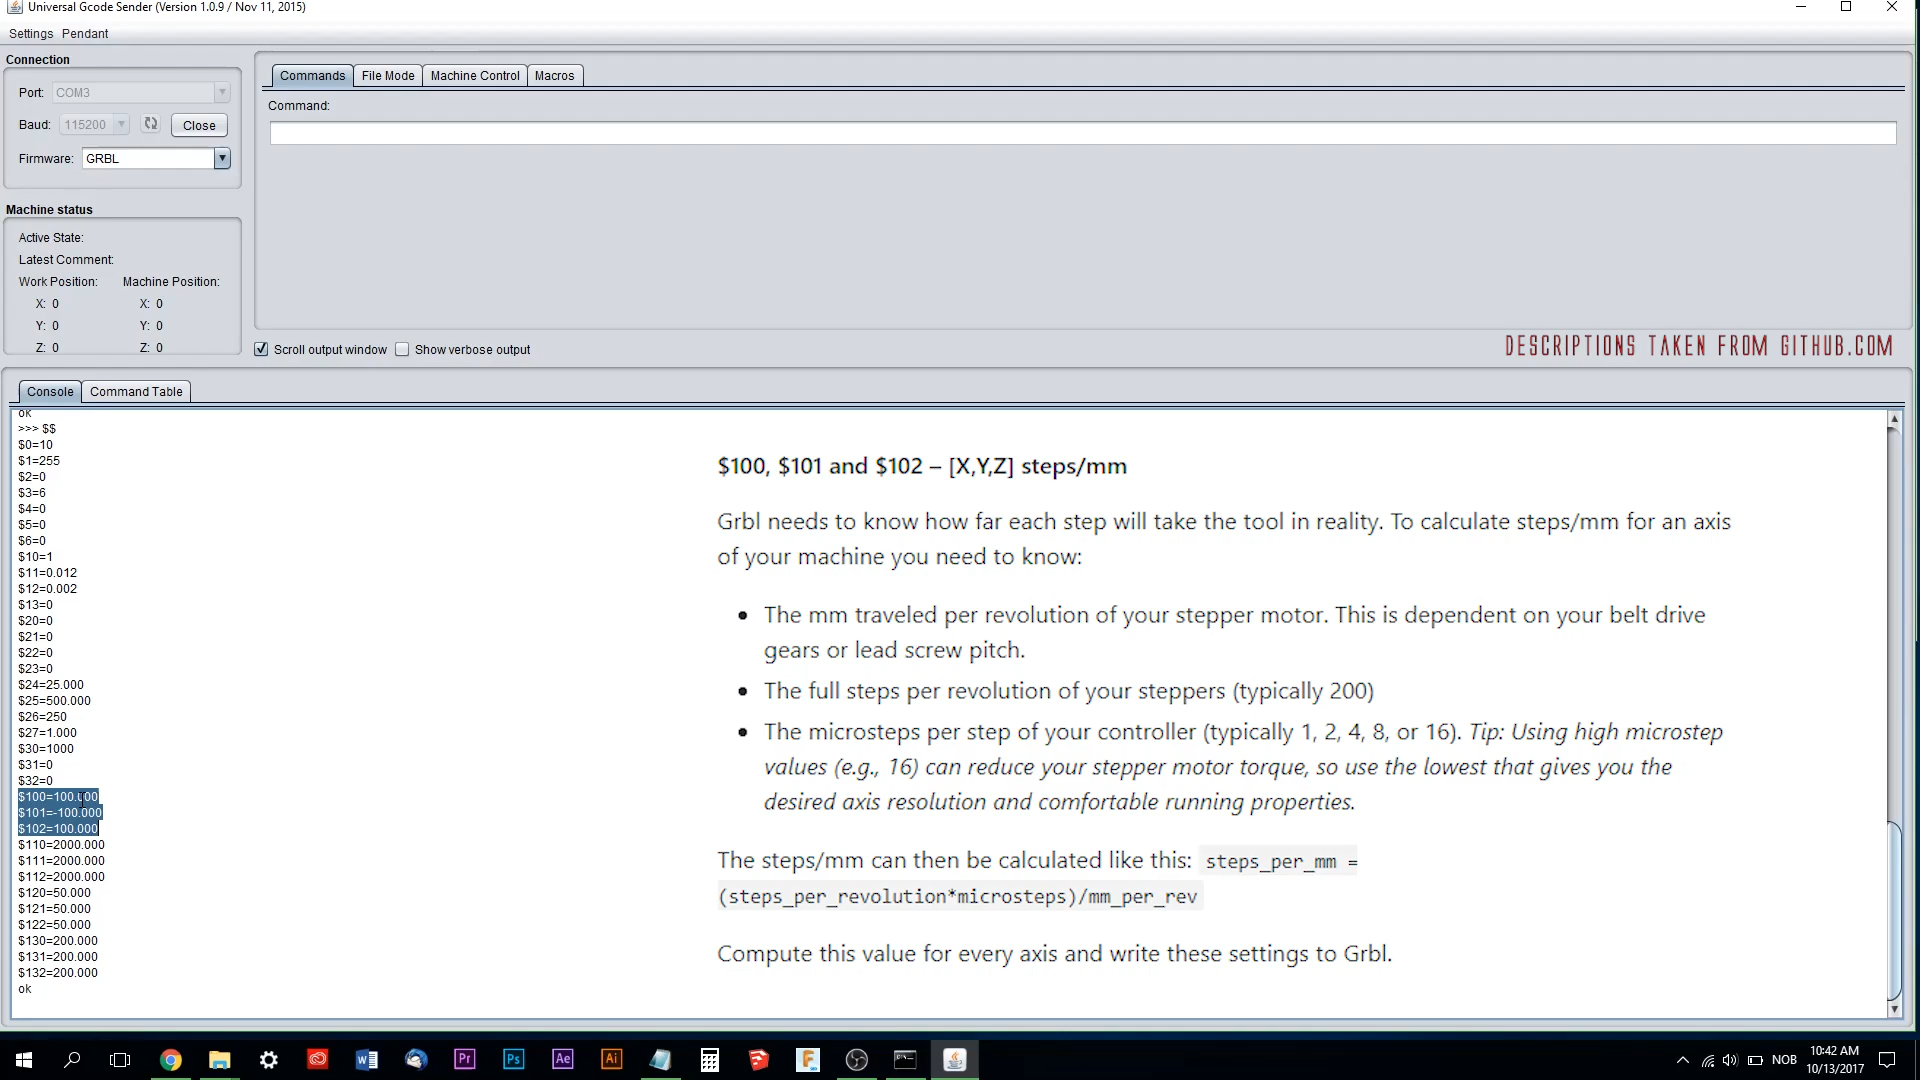 Universal Gcode Sender (Version 1.0.9 / Nov 11, 2015)
Settings Pendant
Connection
Port: COM3
Baud: 115200 Close
Firmware: GRBL
Machine status
Active State:
Latest Comment:
Work Position: Machine Position:
X: 0 X: 0
Y: 0 Y: 0
Z: 0 Z: 0
Commands File Mode Machine Control Macros
Command:
Scroll output window Show verbose output
DESCRIPTIONS TAKEN FROM GITHUB.COM
Console Command Table
ok
>>> $$
$0=10
$1=255
$2=0
$3=6
$4=0
$5=0
$6=0
$10=1
$11=0.012
$12=0.002
$13=0
$20=0
$21=0
$22=0
$23=0
$24=25.000
$25=500.000
$26=250
$27=1.000
$30=1000
$31=0
$32=0
$100=100.000
$101=-100.000
$102=100.000
$110=2000.000
$111=2000.000
$112=2000.000
$120=50.000
$121=50.000
$122=50.000
$130=200.000
$131=200.000
$132=200.000
ok
$100, $101 and $102 – [X,Y,Z] steps/mm
Grbl needs to know how far each step will take the tool in reality. To calculate steps/mm for an axis
of your machine you need to know:
• The mm traveled per revolution of your stepper motor. This is dependent on your belt drive
gears or lead screw pitch.
• The full steps per revolution of your steppers (typically 200)
• The microsteps per step of your controller (typically 1, 2, 4, 8, or 16). Tip: Using high microstep
values (e.g., 16) can reduce your stepper motor torque, so use the lowest that gives you the
desired axis resolution and comfortable running properties.
The steps/mm can then be calculated like this: steps_per_mm =
(steps_per_revolution*microsteps)/mm_per_rev
Compute this value for every axis and write these settings to Grbl.
Pr Ps Ae Ai
NOB
10:42 AM
10/13/2017